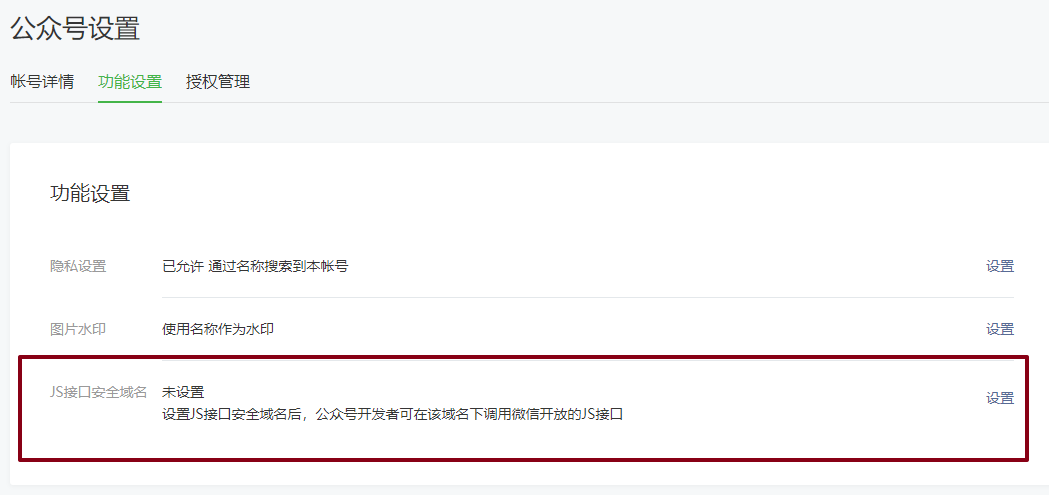 公众号设置
帐号详情 功能设置 授权管理
功能设置
隐私设置 已允许 通过名称搜索到本帐号 设置
图片水印 使用名称作为水印 设置
JS接口安全域名 未设置 设置
设置JS接口安全域名后，公众号开发者可在该域名下调用微信开放的JS接口